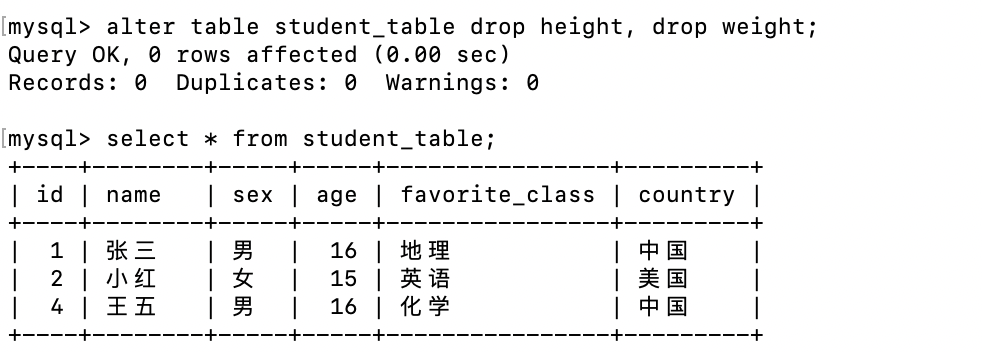 [mysql> alter table student_table drop height, drop weight;
Query OK, 0 rows affected (0.00 sec)
Records: 0  Duplicates: 0  Warnings: 0
[mysql> select * from student_table;
+----+--------+-----+-----+----------------+---------+
| id | name   | sex | age | favorite_class | country |
+----+--------+-----+-----+----------------+---------+
|  1 | 张三   | 男  |  16 | 地理           | 中国    |
|  2 | 小红   | 女  |  15 | 英语           | 美国    |
|  4 | 王五   | 男  |  16 | 化学           | 中国    |
+----+--------+-----+-----+----------------+---------+